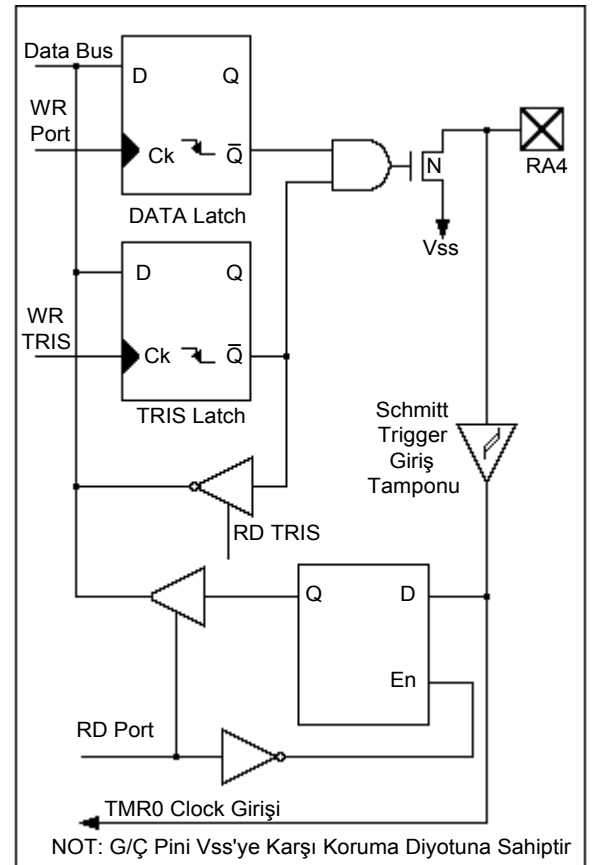 Data Bus
D
Q
WR
Port
Ck
Q
DATA Latch
N
RA4
Vss
D
Q
WR
TRIS
Ck
Q
TRIS Latch
Schmitt
Trigger
Giriş
Tamponu
RD TRIS
Q
D
En
RD Port
TMR0 Clock Girişi
NOT: G/Ç Pini Vss'ye Karşı Koruma Diyotuna Sahiptir